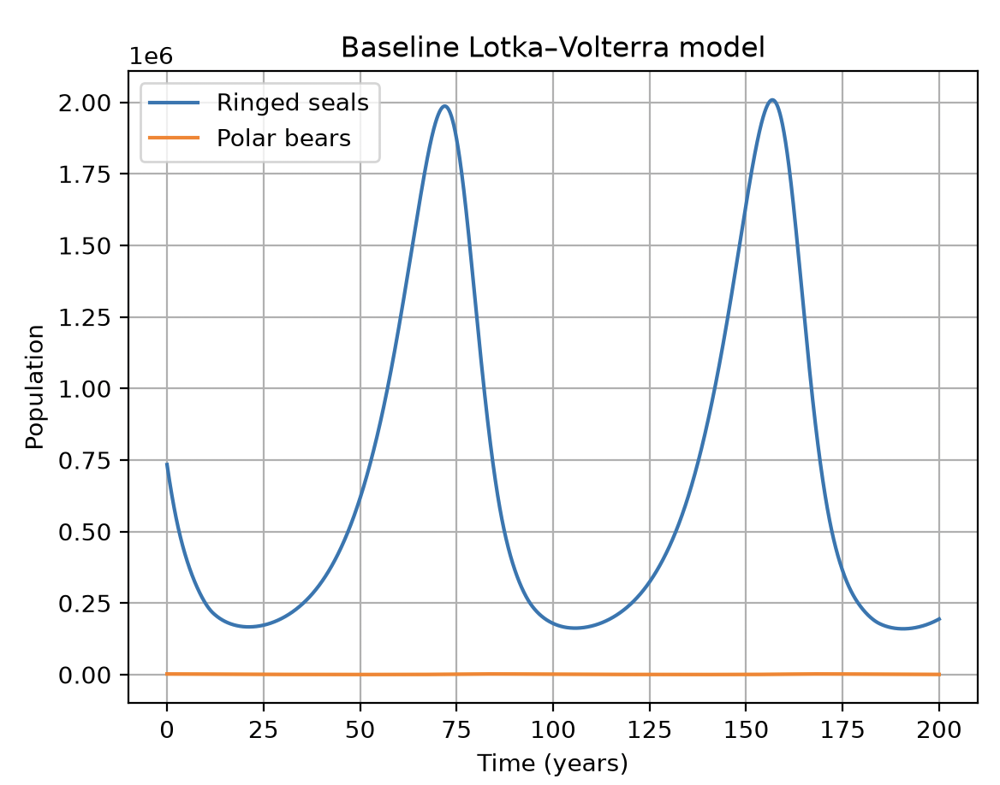 Baseline Lotka–Volterra model
1e6
Ringed seals
Polar bears
2.00
1.75
1.50
1.25
1.00
0.75
0.50
0.25
0.00
Population
0 25 50 75 100 125 150 175 200
Time (years)